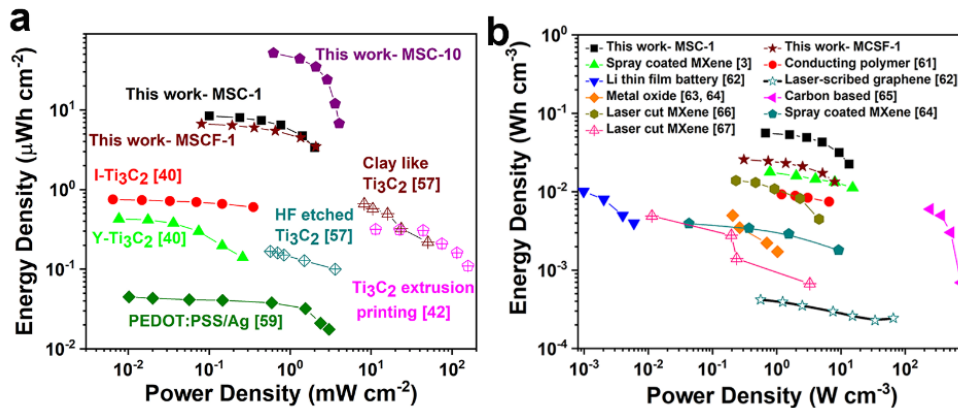 a
Energy Density (μWh cm⁻²)
10²
10¹
10⁰
10⁻¹
10⁻²
10⁻² 10⁻¹ 10⁰ 10¹ 10²
Power Density (mW cm⁻²)
This work- MSC-10
This work- MSC-1
This work- MSCF-1
I-Ti₃C₂ [40]
Y-Ti₃C₂ [40]
Clay like
Ti₃C₂ [57]
HF etched
Ti₃C₂ [57]
Ti₃C₂ extrusion
printing [42]
PEDOT:PSS/Ag [59]
b
Energy Density (Wh cm⁻³)
10⁰
10⁻¹
10⁻²
10⁻³
10⁻⁴
10⁻³ 10⁻² 10⁻¹ 10⁰ 10¹ 10²
Power Density (W cm⁻³)
This work- MSC-1
This work- MCSF-1
Spray coated MXene [3]
Conducting polymer [61]
Li thin film battery [62]
Laser-scribed graphene [62]
Metal oxide [63, 64]
Carbon based [65]
Laser cut MXene [66]
Spray coated MXene [64]
Laser cut MXene [67]